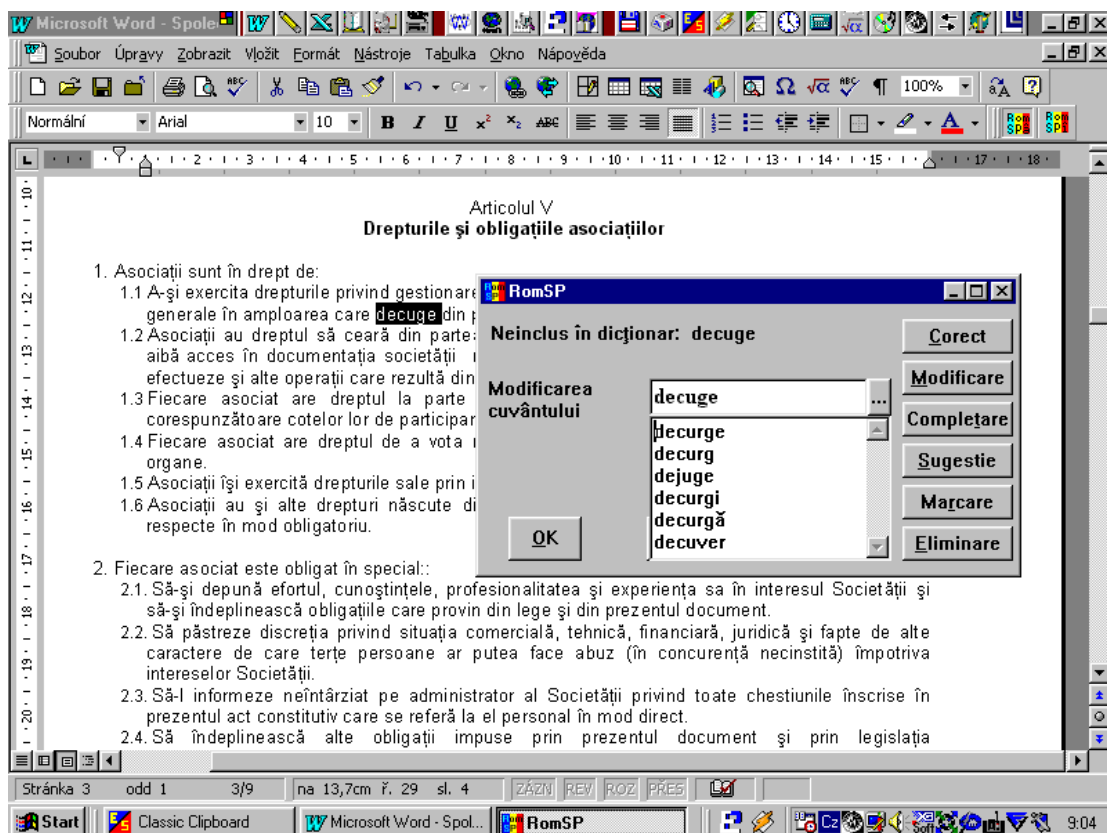 Microsoft Word - Spole
Soubor Úpravy Zobrazit Vložit Formát Nástroje Tabulka Okno Nápověda
100%
Normální Arial 10
Articolul V
Drepturile şi obligaţiile asociaţiilor
1. Asociaţii sunt în drept de:
1.1 A-şi exercita drepturile privind gestionare
generale în amploarea care decuge din
1.2 Asociaţii au dreptul să ceară din parte
aibă acces în documentaţia societăţii
efectueze şi alte operaţii care rezultă din
1.3 Fiecare asociat are dreptul la parte
corespunzătoare cotelor lor de participar
1.4 Fiecare asociat are dreptul de a vota
organe.
1.5 Asociaţii îşi exercită drepturile sale prin i
1.6 Asociaţii au şi alte drepturi născute di
respecte în mod obligatoriu.
RomSP
Neinclus în dicţionar: decuge
Modificarea
cuvântului
decuge
...
decurge
decurg
dejuge
decurgi
decurgă
decuver
OK
Corect
Modificare
Completare
Sugestie
Marcare
Eliminare
2. Fiecare asociat este obligat în special::
2.1. Să-şi depună efortul, cunoştinţele, profesionalitatea şi experienţa sa în interesul Societăţii şi
să-şi îndeplinească obligaţiile care provin din lege şi din prezentul document.
2.2. Să păstreze discreţia privind situaţia comercială, tehnică, financiară, juridică şi fapte de alte
caractere de care terţe persoane ar putea face abuz (în concurenţă necinstită) împotriva
intereselor Societăţii.
2.3. Să-l informeze neîntârziat pe administrator al Societăţii privind toate chestiunile înscrise în
prezentul act constitutiv care se referă la el personal în mod direct.
2.4. Să îndeplinească alte obligaţii impuse prin prezentul document şi prin legislaţia
Stránka 3 odd 1 3/9 na 13,7cm ř. 29 sl. 4 ZÁZN REV ROZ PŘES
Start Classic Clipboard Microsoft Word - Spol... RomSP Cz 9:04